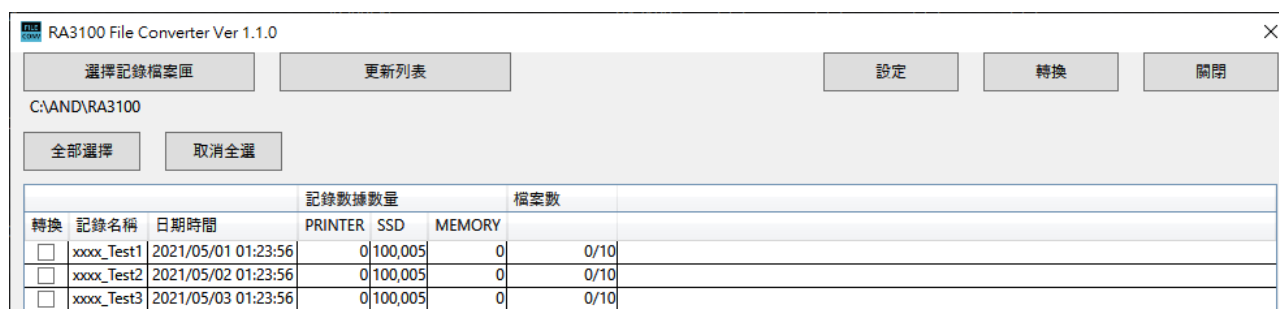 FILE CONV RA3100 File Converter Ver 1.1.0
選擇記錄檔案匣 更新列表 設定 轉換 關閉
C:\AND\RA3100
全部選擇 取消全選
記錄數據數量 檔案數
轉換 記錄名稱 日期時間 PRINTER SSD MEMORY
xxxx_Test1 2021/05/01 01:23:56 0 100,005 0 0/10
xxxx_Test2 2021/05/02 01:23:56 0 100,005 0 0/10
xxxx_Test3 2021/05/03 01:23:56 0 100,005 0 0/10